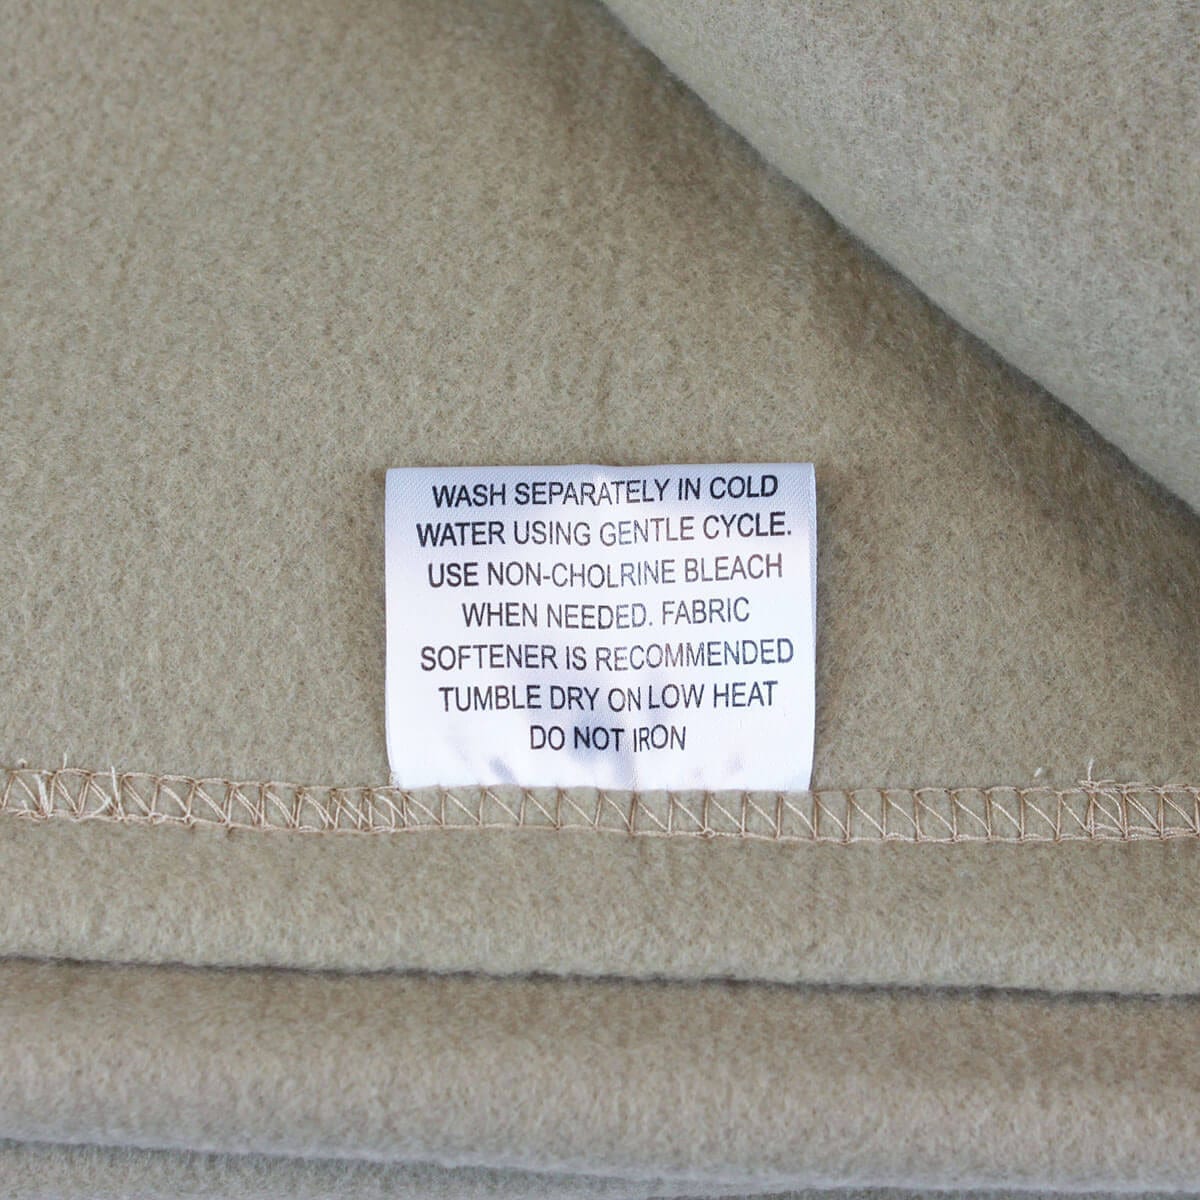 WASH SEPARATELY IN COLD
WATER USING GENTLE CYCLE.
USE NON-CHOLRINE BLEACH
WHEN NEEDED. FABRIC
SOFTENER IS RECOMMENDED
TUMBLE DRY ON LOW HEAT
DO NOT IRON